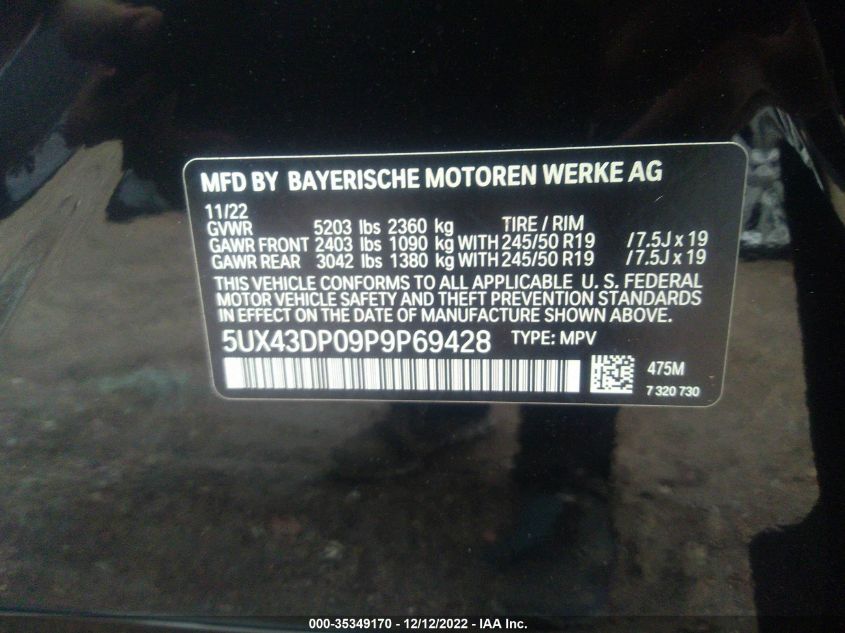 MFD BY BAYERISCHE MOTOREN WERKE AG
11/22
GVWR 5203 lbs 2360 kg TIRE / RIM
GAWR FRONT 2403 lbs 1090 kg WITH 245/50 R19 / 7.5J x 19
GAWR REAR 3042 lbs 1380 kg WITH 245/50 R19 / 7.5J x 19
THIS VEHICLE CONFORMS TO ALL APPLICABLE U. S. FEDERAL
MOTOR VEHICLE SAFETY AND THEFT PREVENTION STANDARDS
IN EFFECT ON THE DATE OF MANUFACTURE SHOWN ABOVE.
5UX43DP09P9P69428 TYPE: MPV
475M
7 320 730
000-35349170 - 12/12/2022 - IAA Inc.